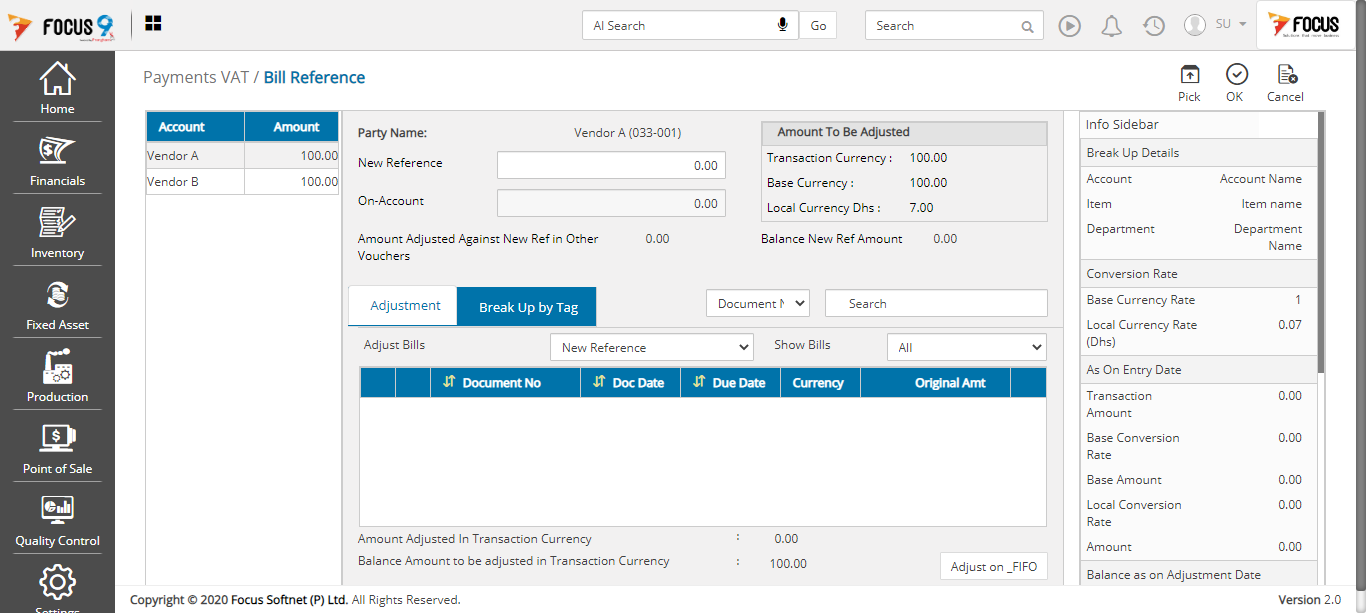 FOCUS 9
AI Search
Go
Search
SU
FOCUS
Home
Financials
Inventory
Fixed Asset
Production
Point of Sale
Quality Control
Settings
Payments VAT / Bill Reference
Pick
OK
Cancel
Account Amount
Vendor A 100.00
Vendor B 100.00
Party Name: Vendor A (033-001)
New Reference 0.00
On-Account 0.00
Amount Adjusted Against New Ref in Other 0.00
Vouchers
Amount To Be Adjusted
Transaction Currency : 100.00
Base Currency : 100.00
Local Currency Dhs : 7.00
Balance New Ref Amount 0.00
Adjustment
Break Up by Tag
Document N
Search
Adjust Bills
New Reference
Show Bills
All
Document No Doc Date Due Date Currency Original Amt
Amount Adjusted In Transaction Currency : 0.00
Balance Amount to be adjusted in Transaction Currency : 100.00
Adjust on _FIFO
Info Sidebar
Break Up Details
Account Account Name
Item Item name
Department Department
Name
Conversion Rate
Base Currency Rate 1
Local Currency Rate 0.07
(Dhs)
As On Entry Date
Transaction 0.00
Amount
Base Conversion 0.00
Rate
Base Amount 0.00
Local Conversion 0.00
Rate
Amount 0.00
Balance as on Adjustment Date
Copyright © 2020 Focus Softnet (P) Ltd. All Rights Reserved.
Version 2.0